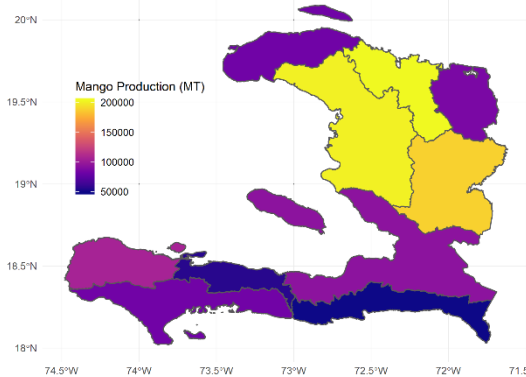 20°N
19.5°N
19°N
18.5°N
18°N
Mango Production (MT)
200000
150000
100000
50000
74.5°W
74°W
73.5°W
73°W
72.5°W
72°W
71.5